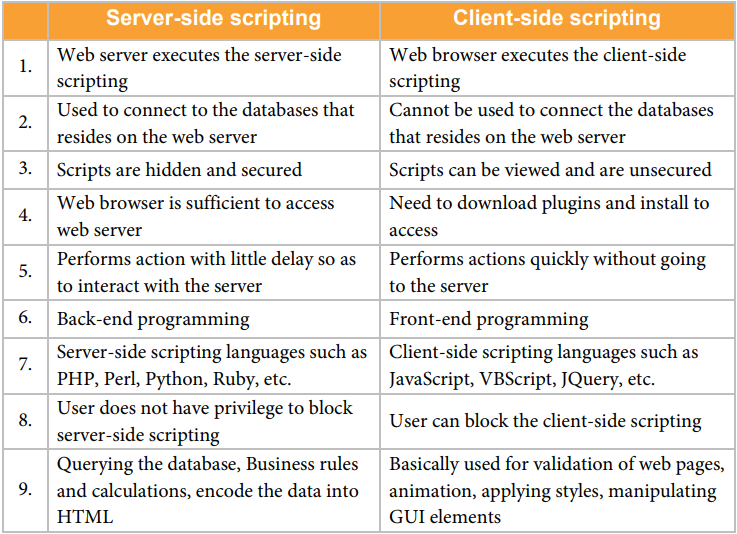 Server-side scripting Client-side scripting
1. Web server executes the server-side Web browser executes the client-side
scripting scripting
2. Used to connect to the databases that Cannot be used to connect the databases
resides on the web server that resides on the web server
3. Scripts are hidden and secured Scripts can be viewed and are unsecured
4. Web browser is sufficient to access Need to download plugins and install to
web server access
5. Performs action with little delay so as Performs actions quickly without going
to interact with the server to the server
6. Back-end programming Front-end programming
7. Server-side scripting languages such as Client-side scripting languages such as
PHP, Perl, Python, Ruby, etc. JavaScript, VBScript, JQuery, etc.
8. User does not have privilege to block User can block the client-side scripting
server-side scripting
9. Querying the database, Business rules Basically used for validation of web pages,
and calculations, encode the data into animation, applying styles, manipulating
HTML GUI elements